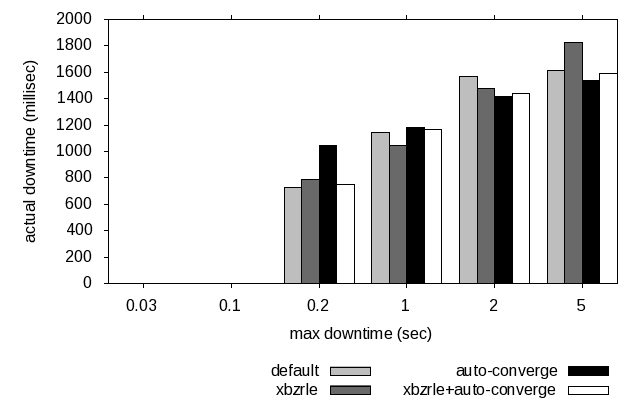 2000
1800
1600
1400
1200
1000
800
600
400
200
0
actual downtime (millisec)
0.03 0.1 0.2 1 2 5
max downtime (sec)
default auto-converge
xbzrle xbzrle+auto-converge